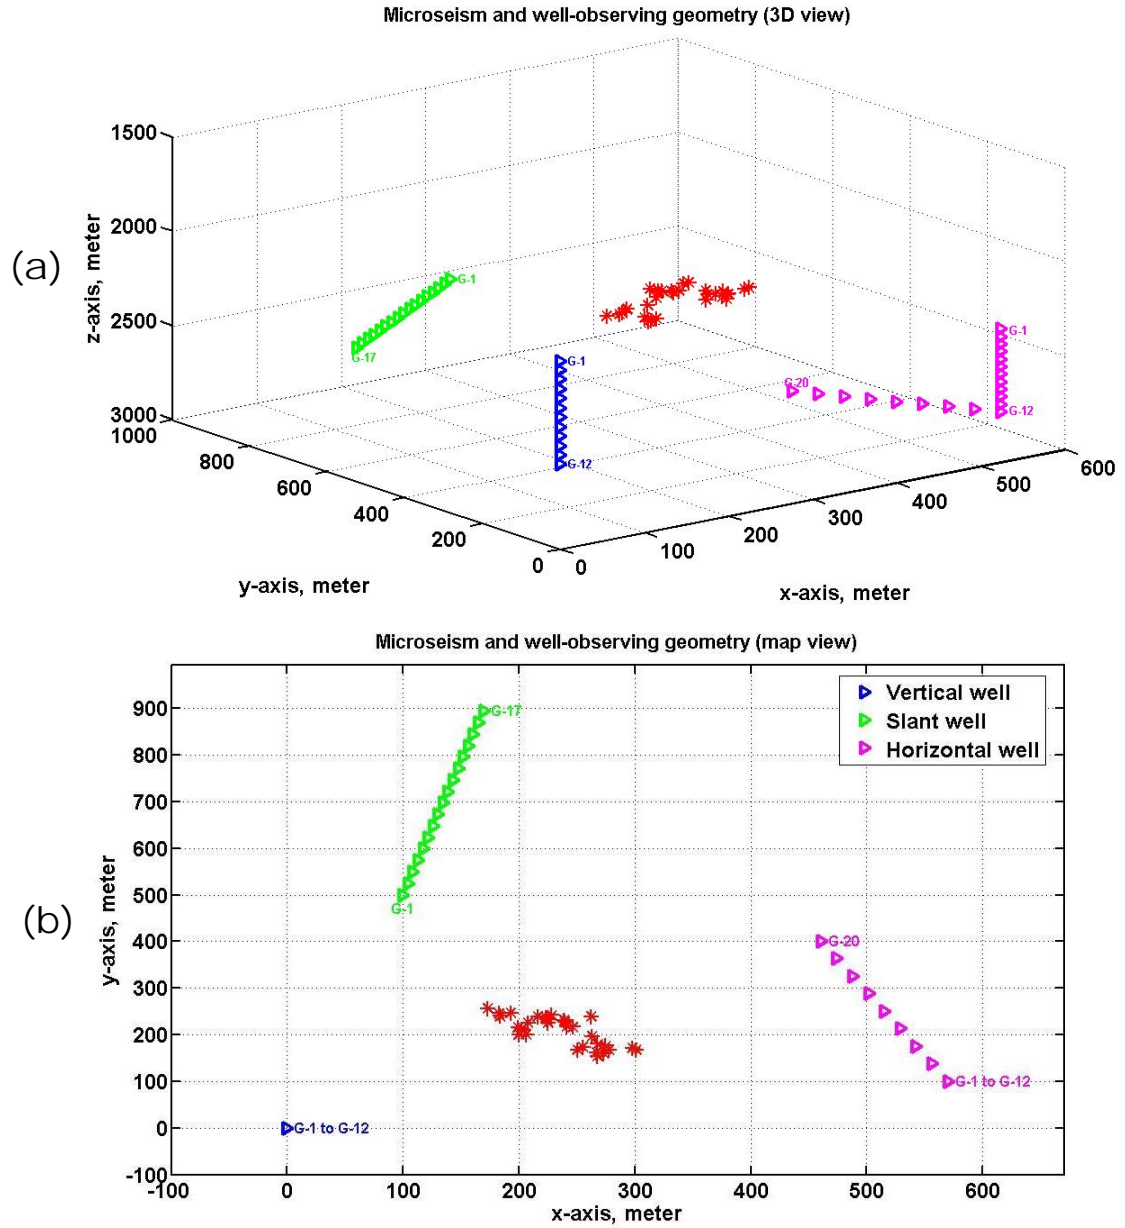 Microseism and well-observing geometry (3D view)
1500
2000
2500
3000
z-axis, meter
(a)
1000
800
600
400
200
0
y-axis, meter
0
100
200
300
400
500
600
x-axis, meter
G-1
G-17
G-1
G-12
G-20
G-1
G-12
Microseism and well-observing geometry (map view)
Vertical well
Slant well
Horizontal well
900
800
700
600
500
400
300
200
100
0
-100
y-axis, meter
(b)
G-17
G-1
G-20
G-1 to G-12
G-1 to G-12
-100
0
100
200
300
400
500
600
x-axis, meter